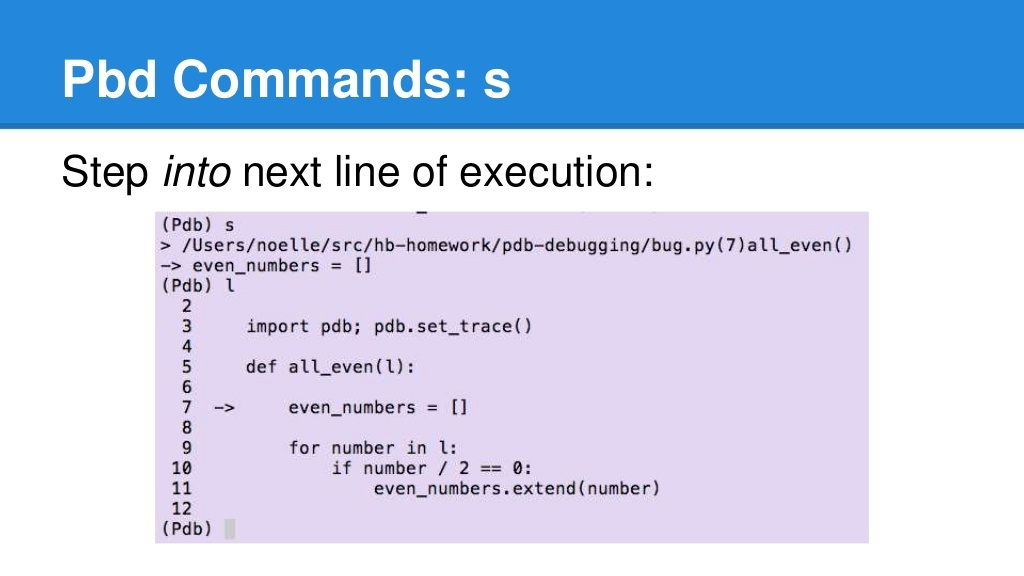 Pbd Commands: s
Step into next line of execution:
(Pdb) s
> /Users/noelle/src/hb-homework/pdb-debugging/bug.py(7)all_even()
-> even_numbers = []
(Pdb) l
2
3     import pdb; pdb.set_trace()
4
5     def all_even(l):
6
7  ->     even_numbers = []
8
9         for number in l:
10             if number / 2 == 0:
11                 even_numbers.extend(number)
12
(Pdb)